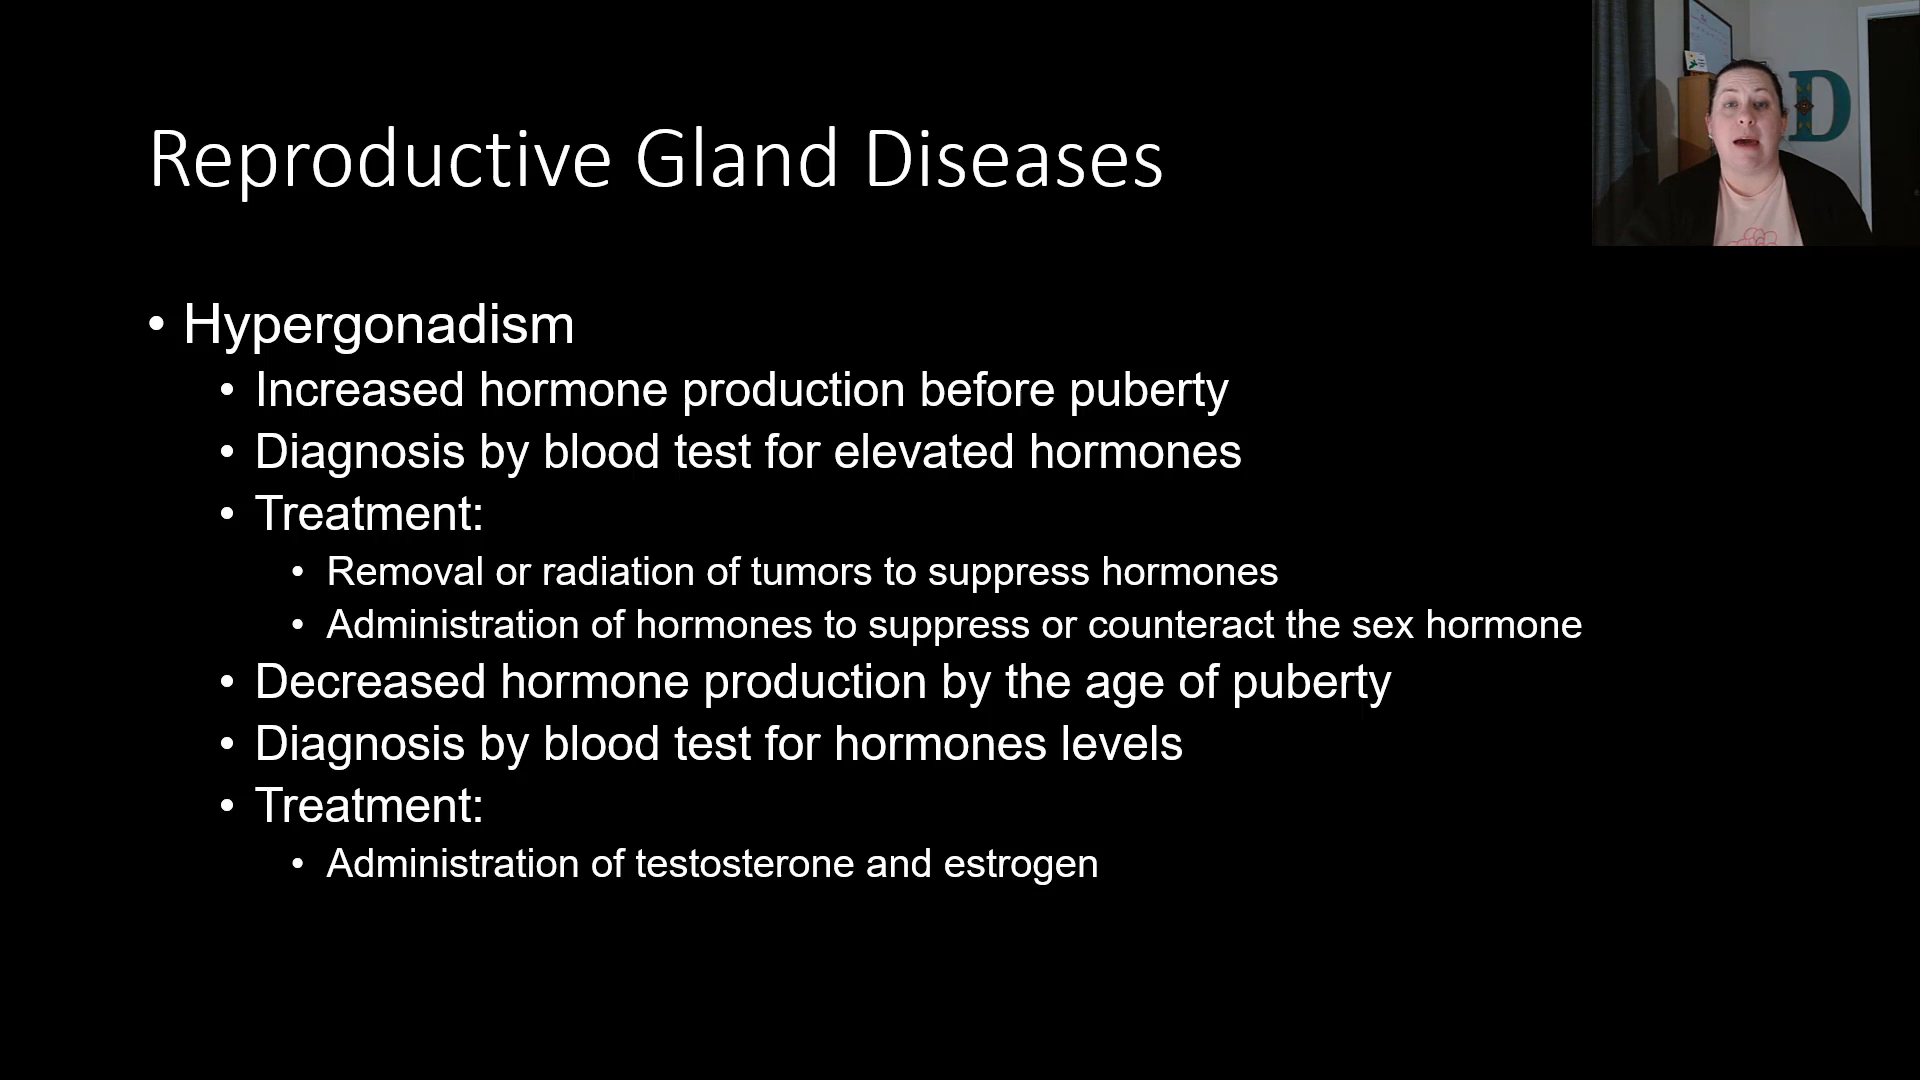 Reproductive Gland Diseases
D
• Hypergonadism
• Increased hormone production before puberty
• Diagnosis by blood test for elevated hormones
• Treatment:
• Removal or radiation of tumors to suppress hormones
• Administration of hormones to suppress or counteract the sex hormone
• Decreased hormone production by the age of puberty
• Diagnosis by blood test for hormones levels
• Treatment:
• Administration of testosterone and estrogen